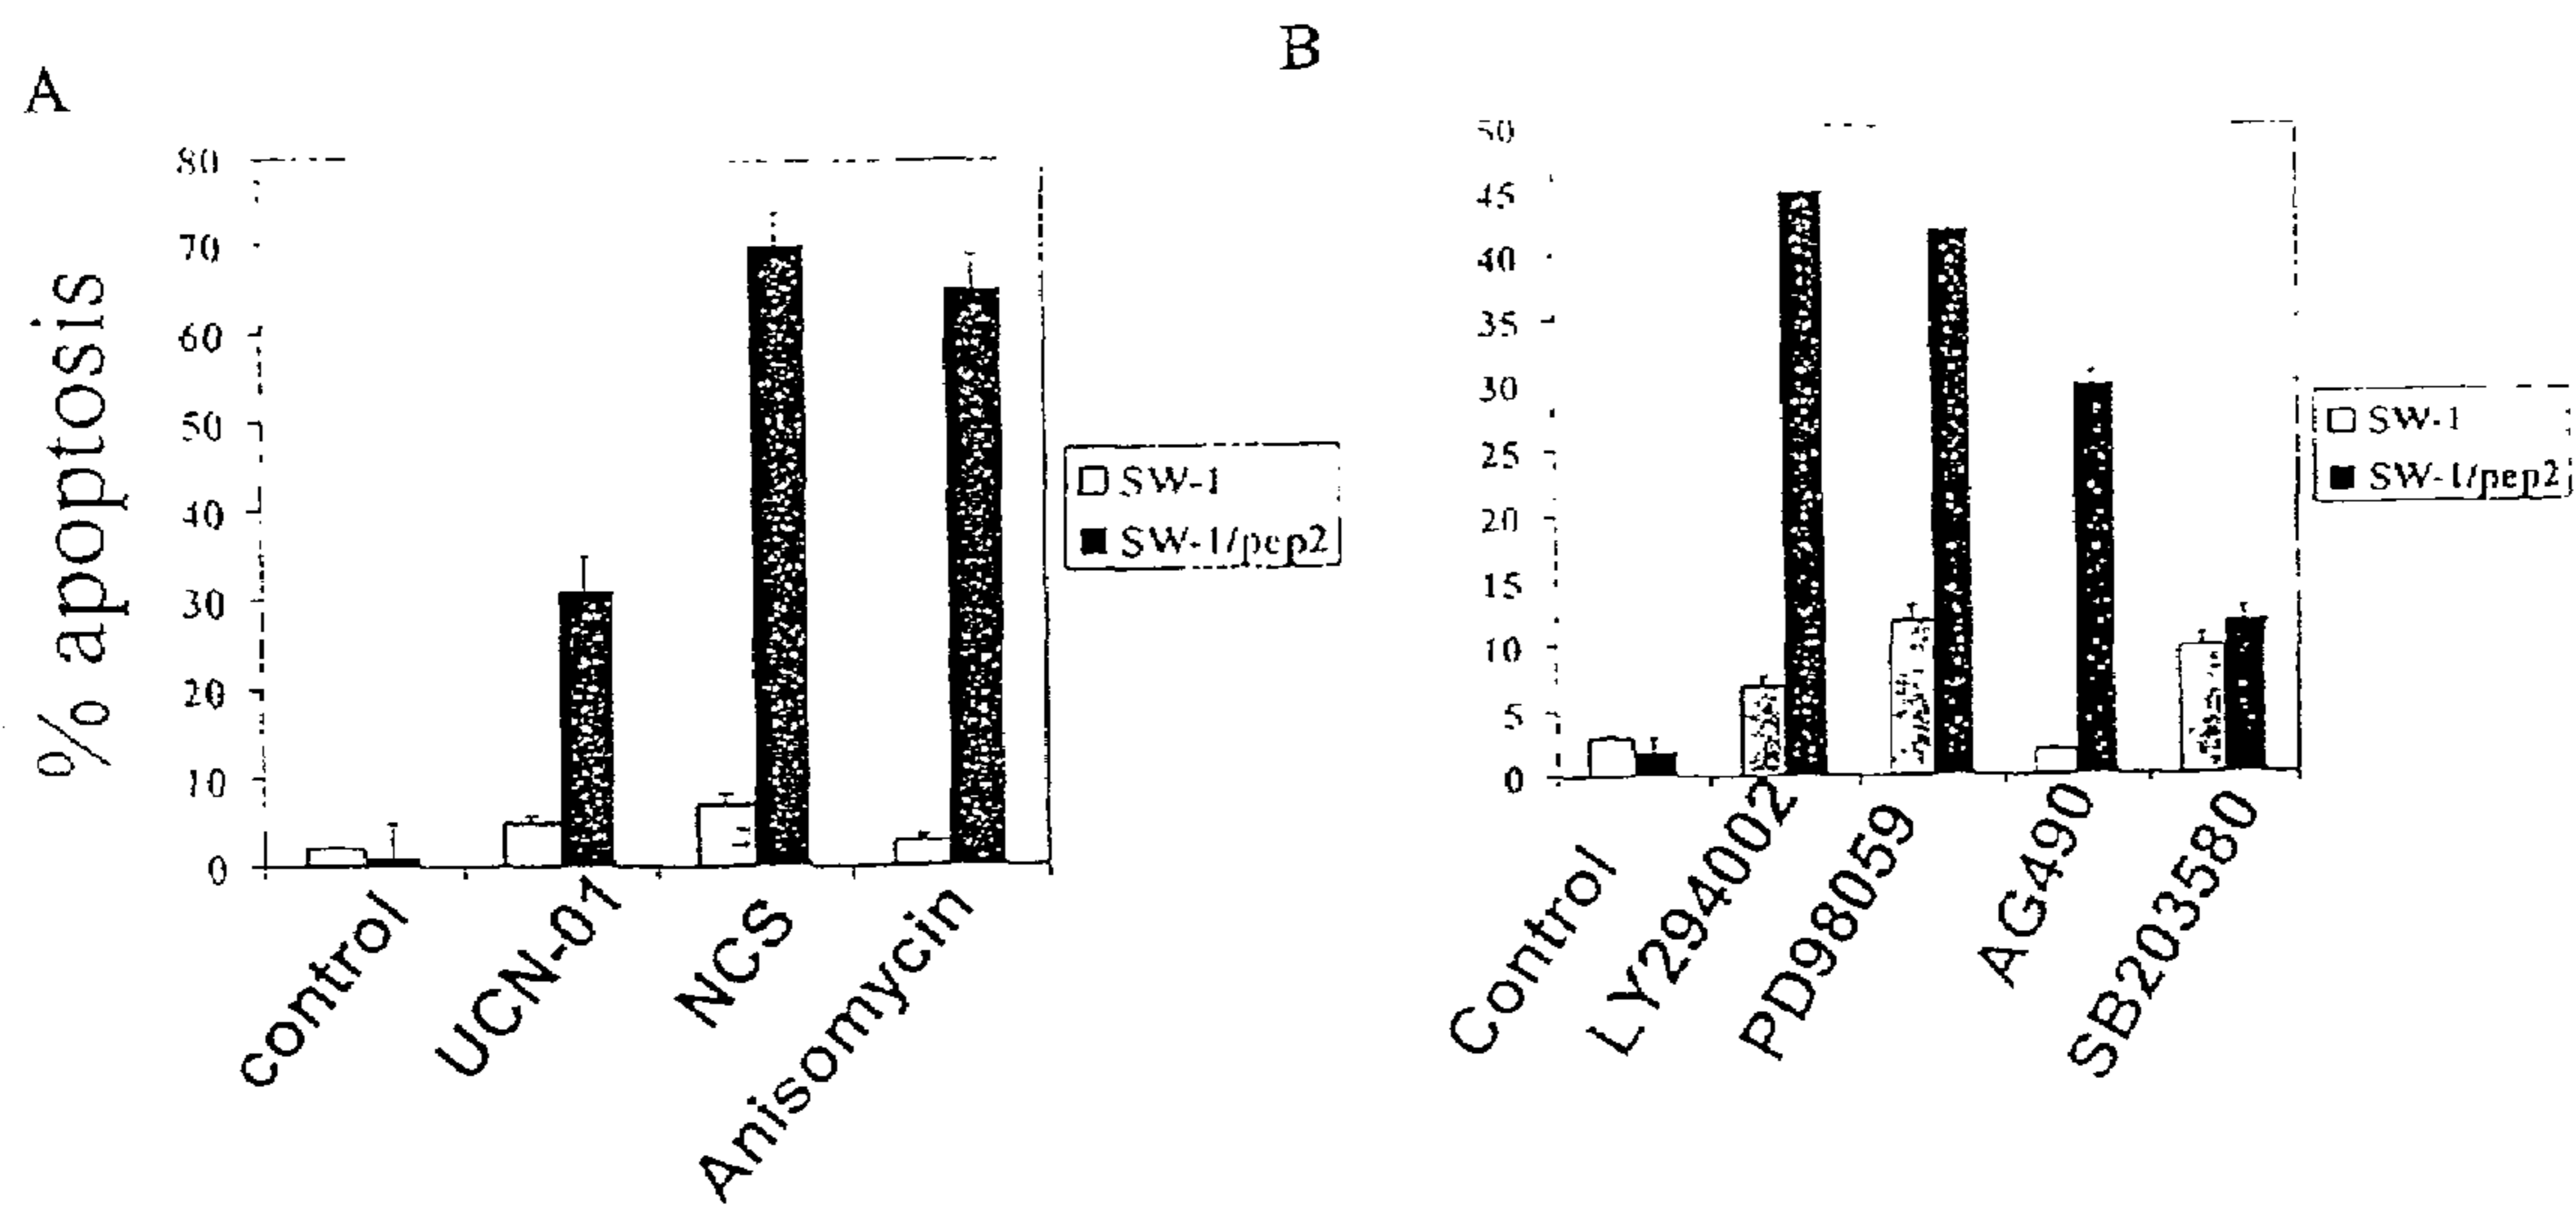 A
% apoptosis
80
70
60
50
40
30
20
10
0
control
UCN-01
NCS
Anisomycin
SW-1
SW-1/pep2
B
50
45
40
35
30
25
20
15
10
5
0
Control
LY294002
PD98059
AG490
SB203580
SW-1
SW-1/pep2